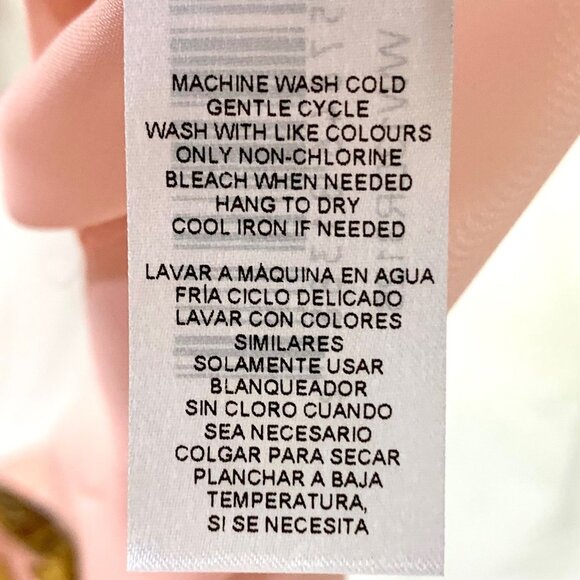 MACHINE WASH COLD
GENTLE CYCLE
WASH WITH LIKE COLOURS
ONLY NON-CHLORINE
BLEACH WHEN NEEDED
HANG TO DRY
COOL IRON IF NEEDED
LAVAR A MÁQUINA EN AGUA
FRÍA CICLO DELICADO
LAVAR CON COLORES
SIMILARES
SOLAMENTE USAR
BLANQUEADOR
SIN CLORO CUANDO
SEA NECESARIO
COLGAR PARA SECAR
PLANCHAR A BAJA
TEMPERATURA,
SI SE NECESITA